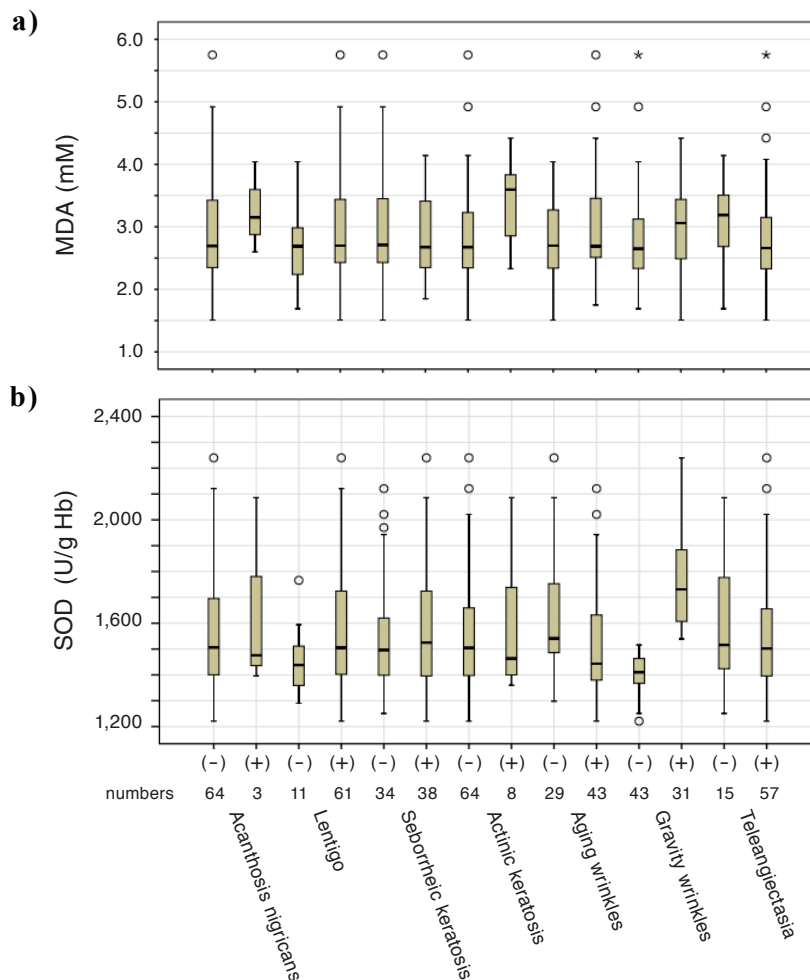 a)
6.0
5.0
4.0
3.0
2.0
1.0
MDA (mM)
b)
2,400
2,000
1,600
1,200
SOD (U/g Hb)
(-) (+) (-) (+) (-) (+) (-) (+) (-) (+) (-) (+) (-) (+)
numbers 64 3 11 61 34 38 64 8 29 43 43 31 15 57
Acanthosis nigricans
Lentigo
Seborrheic keratosis
Actinic keratosis
Aging wrinkles
Gravity wrinkles
Teleangiectasia